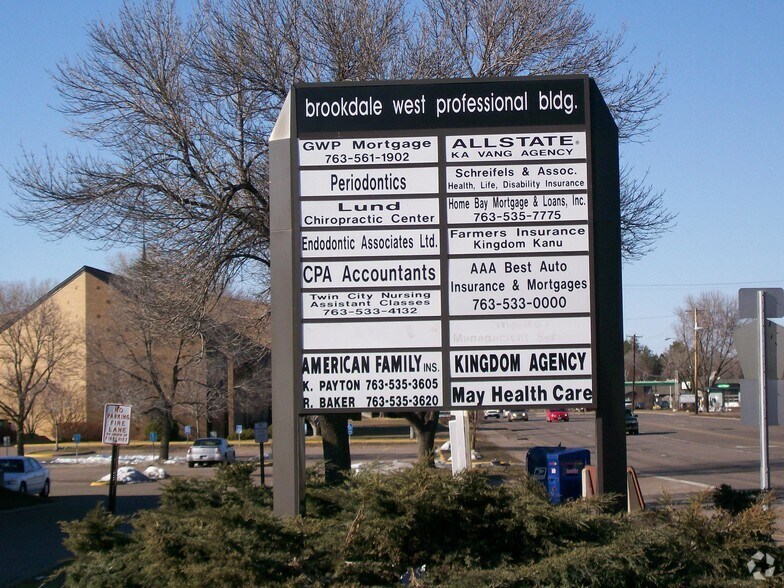 brookdale west professional bldg.
GWP Mortgage
763-561-1902
Periodontics
Lund
Chiropractic Center
Endodontic Associates Ltd.
CPA Accountants
Twin City Nursing
Assistant Classes
763-533-4132
AMERICAN FAMILY INS.
K. PAYTON 763-535-3605
R. BAKER 763-535-3620
ALLSTATE®
KA VANG AGENCY
Schreifels & Assoc.
Health, Life, Disability Insurance
Home Bay Mortgage & Loans, Inc.
763-535-7775
Farmers Insurance
Kingdom Kanu
AAA Best Auto
Insurance & Mortgages
763-533-0000
KINGDOM AGENCY
May Health Care
NO
PARKING
FIRE
LANE